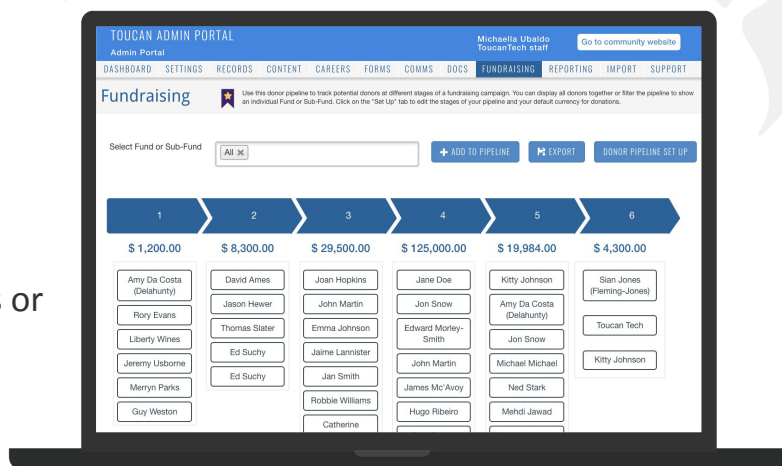 TOUCAN ADMIN PORTAL
Admin Portal
Michaella Ubaldo
ToucanTech staff
Go to community website
DASHBOARD SETTINGS RECORDS CONTENT CAREERS FORMS COMMS DOCS FUNDRAISING REPORTING IMPORT SUPPORT
Fundraising
Use this donor pipeline to track potential donors at different stages of a fundraising campaign. You can display all donors together or filter the pipeline to show
an individual Fund or Sub-Fund. Click on the "Set Up" tab to edit the stages of your pipeline and your default currency for donations.
Select Fund or Sub-Fund
All
ADD TO PIPELINE
EXPORT
DONOR PIPELINE SET UP
1 2 3 4 5 6
$ 1,200.00 $ 8,300.00 $ 29,500.00 $ 125,000.00 $ 19,984.00 $ 4,300.00
Amy Da Costa
(Delahunty)
Rory Evans
Liberty Wines
Jeremy Usborne
Merryn Parks
Guy Weston
David Ames
Jason Hewer
Thomas Slater
Ed Suchy
Ed Suchy
Joan Hopkins
John Martin
Emma Johnson
Jaime Lannister
Jan Smith
Robbie Williams
Catherine
Jane Doe
Jon Snow
Edward Morley-
Smith
John Martin
James Mc'Avoy
Hugo Ribeiro
Kitty Johnson
Amy Da Costa
(Delahunty)
Jon Snow
Michael Michael
Ned Stark
Mehdi Jawad
Sian Jones
(Fleming-Jones)
Toucan Tech
Kitty Johnson
s or